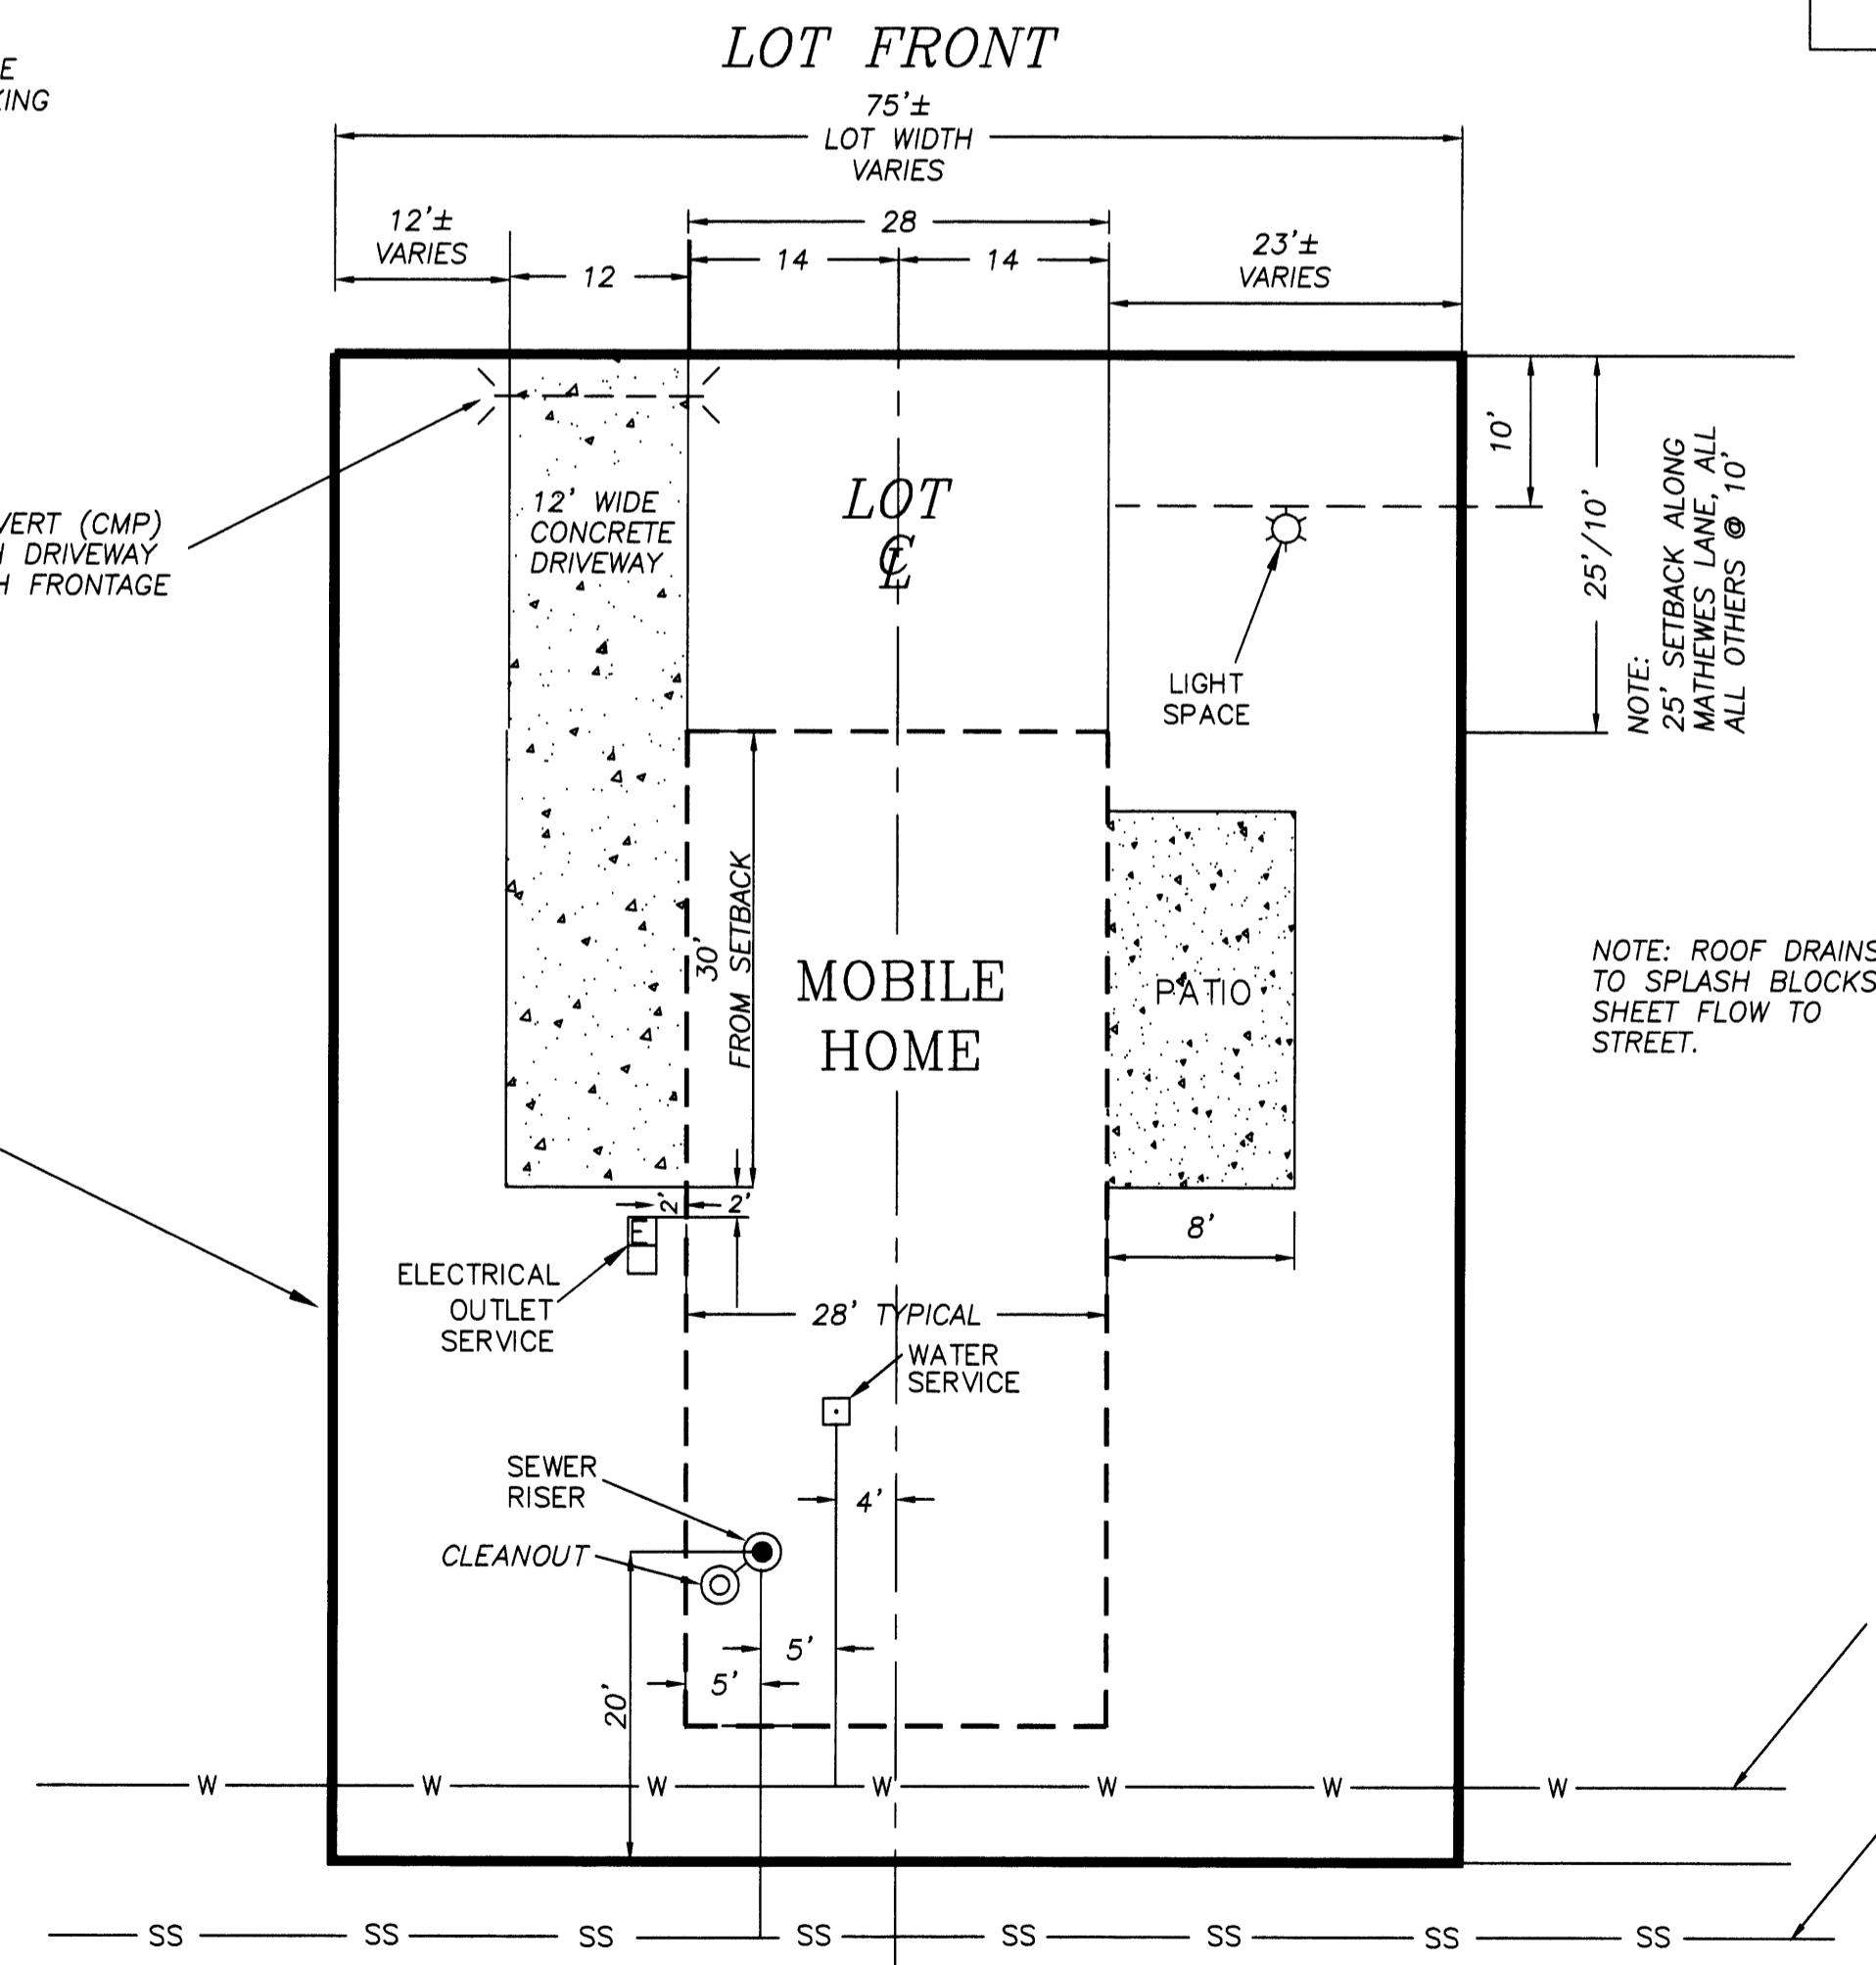 LOT FRONT
75'±
LOT WIDTH
VARIES
12'±
VARIES
12
28
14
14
23'±
VARIES
10'
25'/10'
NOTE:
25' SETBACK ALONG
MATHEWES LANE, ALL
ALL OTHERS @ 10'
E
KING
VERT (CMP)
H DRIVEWAY
H FRONTAGE
12' WIDE
CONCRETE
DRIVEWAY
LOT
℄
LIGHT
SPACE
30'
FROM SETBACK
MOBILE
HOME
PATIO
NOTE: ROOF DRAINS
TO SPLASH BLOCKS
SHEET FLOW TO
STREET.
2'
2'
8'
E
ELECTRICAL
OUTLET
SERVICE
28' TYPICAL
WATER
SERVICE
SEWER
RISER
4'
CLEANOUT
5'
5'
20'
W W W W W W W
SS SS SS SS SS SS SS SS